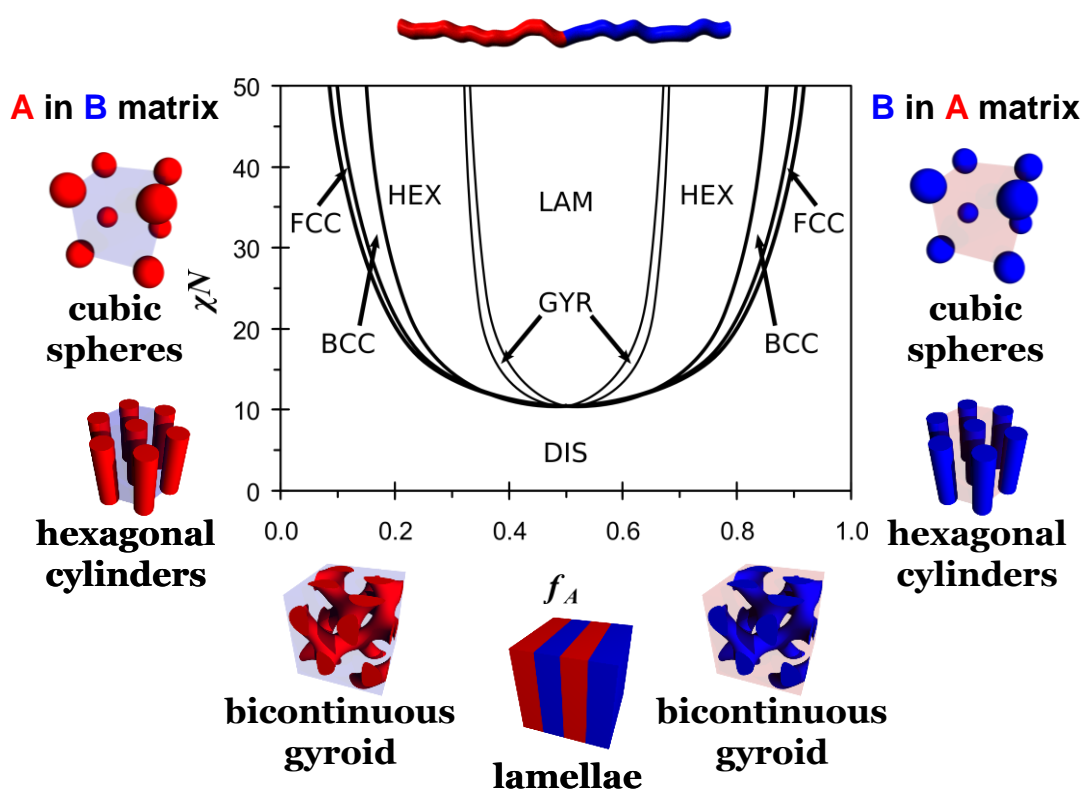 A in B matrix
B in A matrix
50
40
30
20
10
0
χN
HEX
LAM
HEX
FCC
FCC
GYR
BCC
BCC
DIS
0.0
0.2
0.4
0.6
0.8
1.0
f_A
cubic
spheres
cubic
spheres
hexagonal
cylinders
hexagonal
cylinders
bicontinuous
gyroid
lamellae
bicontinuous
gyroid